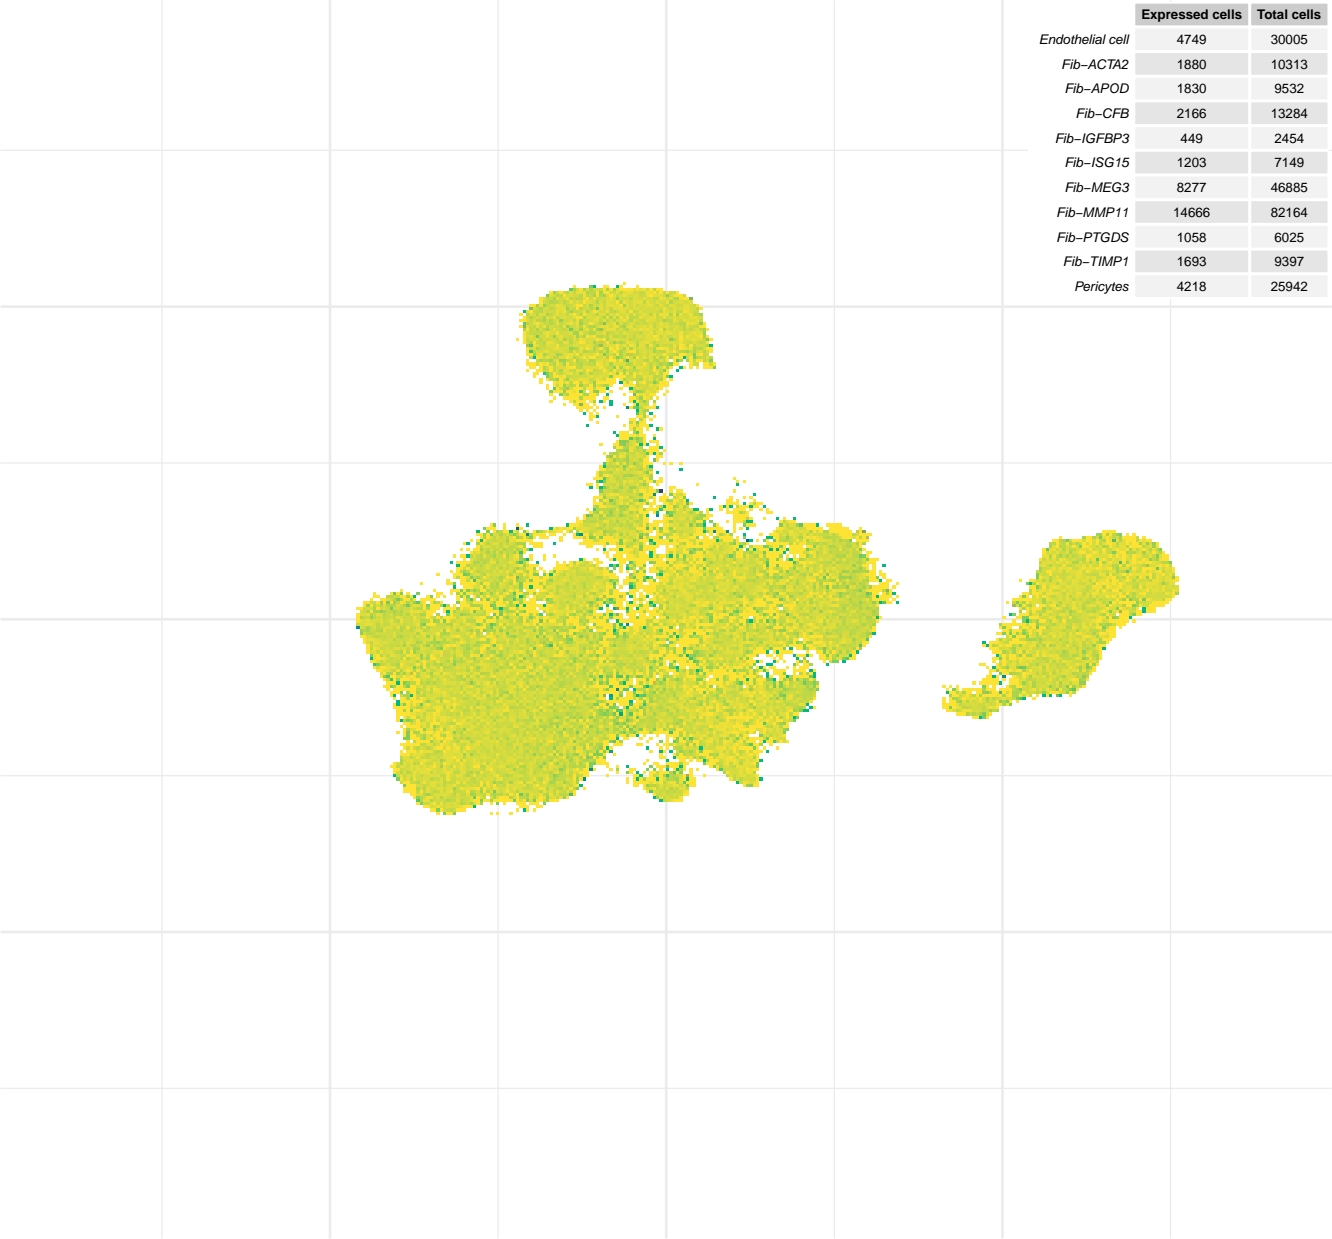 Expressed cells Total cells
Endothelial cell 4749 30005
Fib−ACTA2 1880 10313
Fib−APOD 1830 9532
Fib−CFB 2166 13284
Fib−IGFBP3 449 2454
Fib−ISG15 1203 7149
Fib−MEG3 8277 46885
Fib−MMP11 14666 82164
Fib−PTGDS 1058 6025
Fib−TIMP1 1693 9397
Pericytes 4218 25942